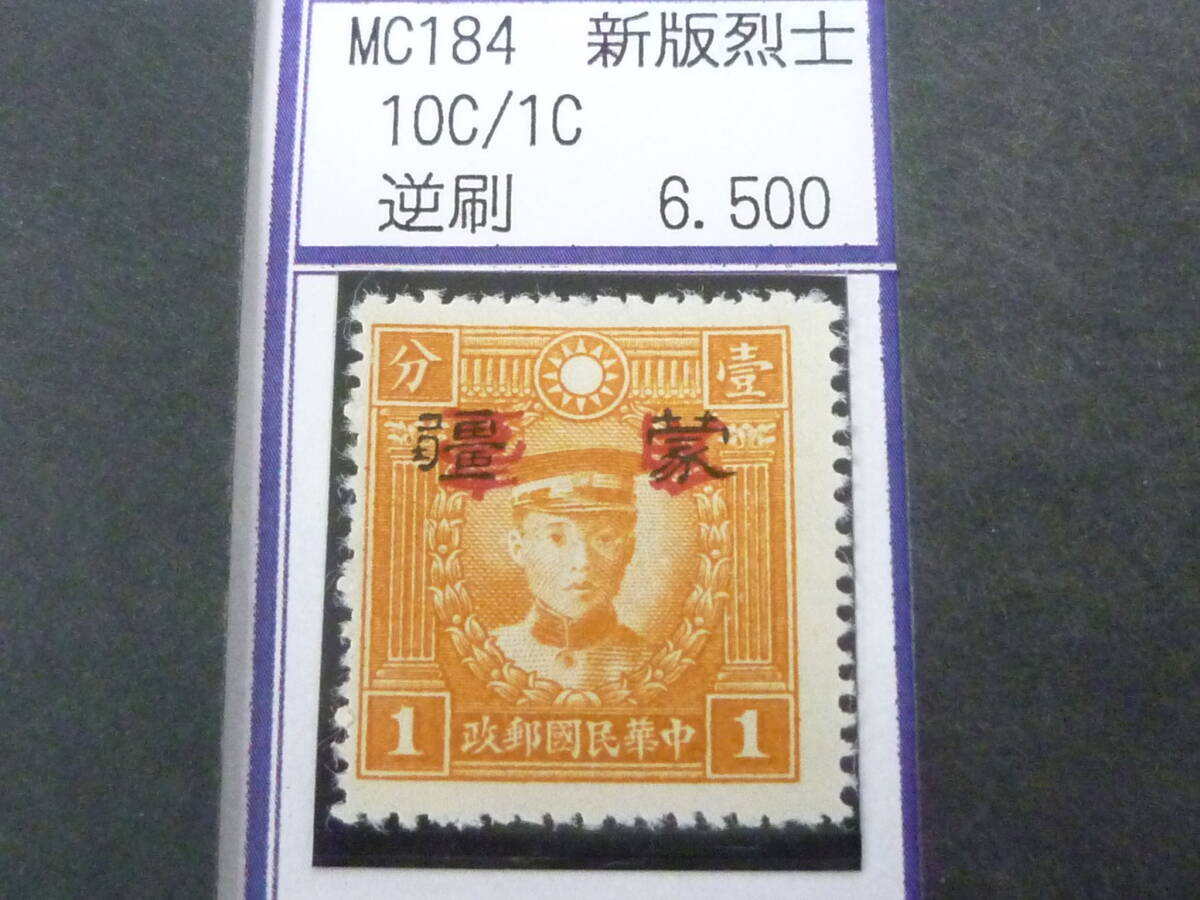 MC184 新版烈士
10C/1C
逆刷 6.500
分 壹
疆 蒙
1 政郵國民華中 1